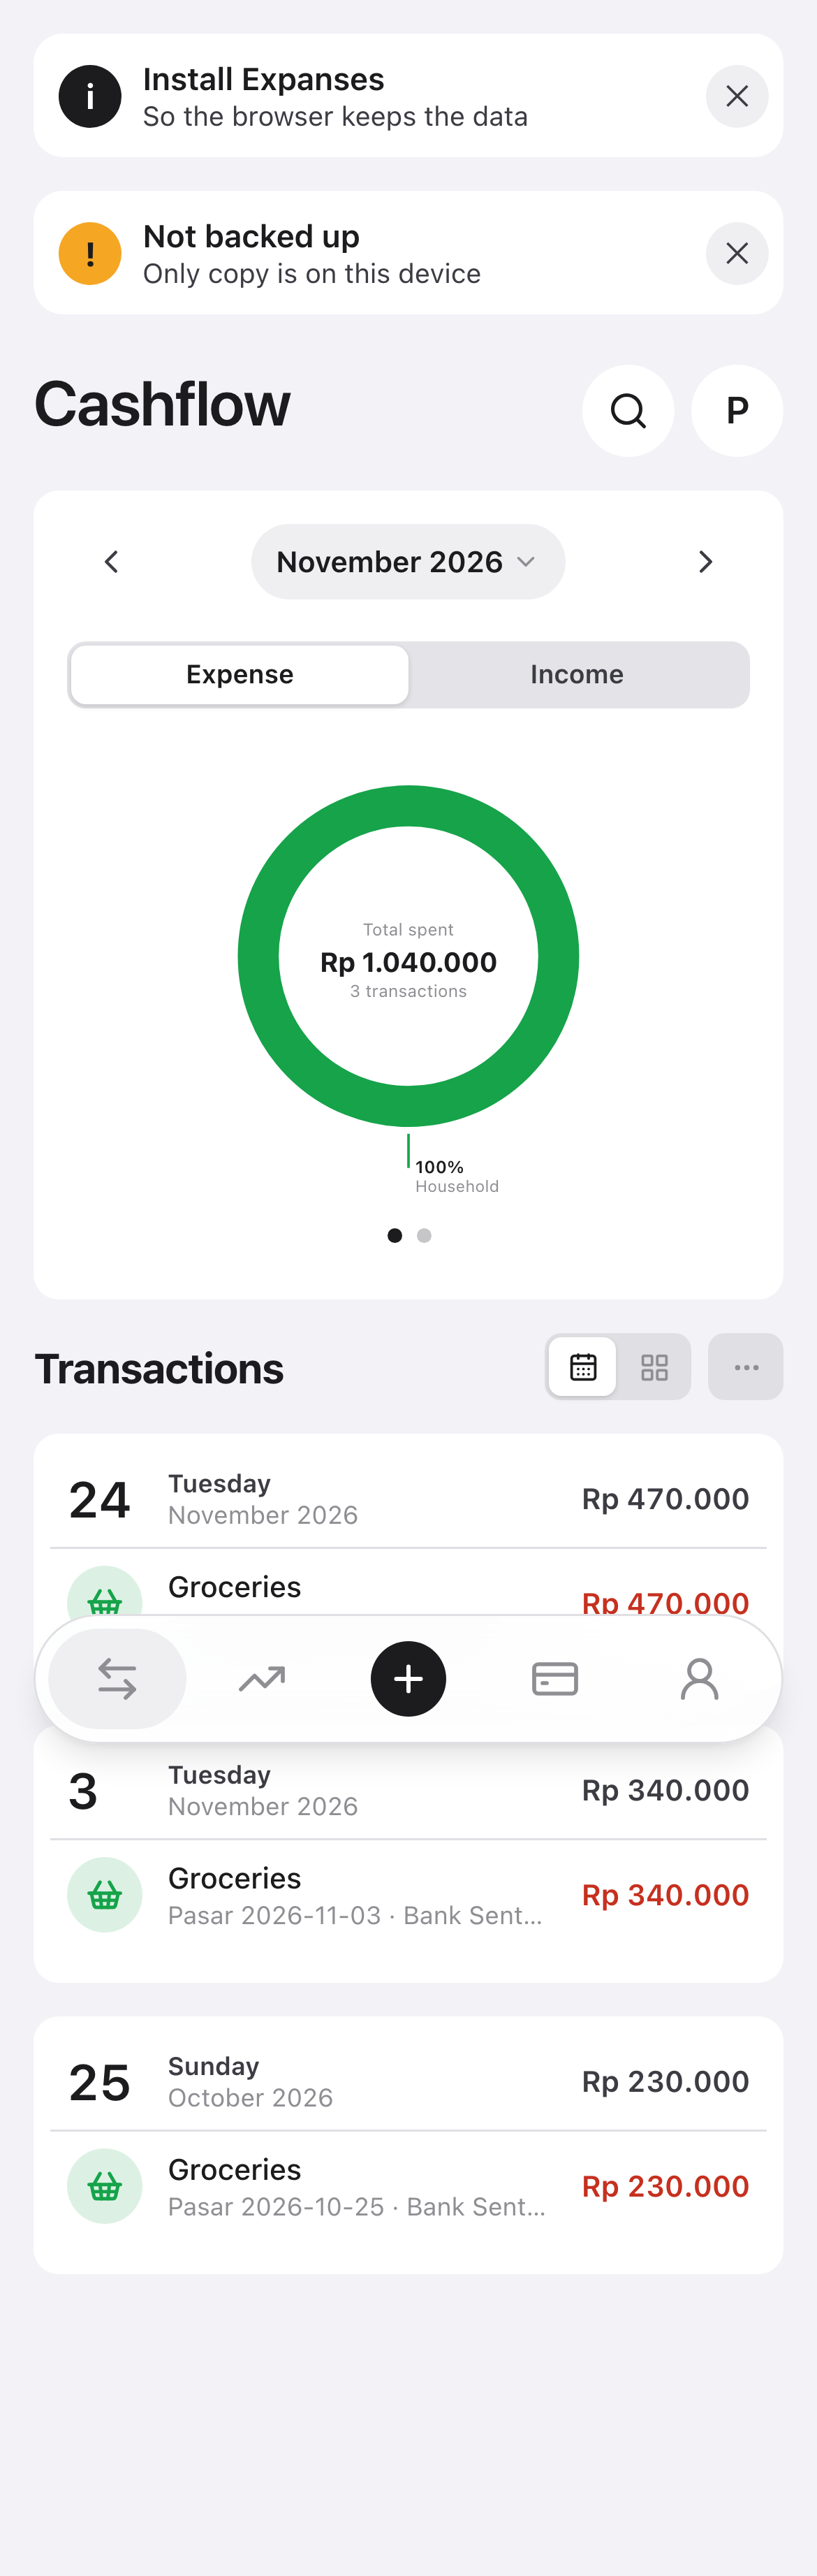 Install Expanses
So the browser keeps the data
Not backed up
Only copy is on this device
Cashflow
P
November 2026
Expense
Income
Total spent
Rp 1.040.000
3 transactions
100%
Household
Transactions
24
Tuesday
November 2026
Rp 470.000
Groceries
Rp 470.000
3
Tuesday
November 2026
Rp 340.000
Groceries
Pasar 2026-11-03 · Bank Sent...
Rp 340.000
25
Sunday
October 2026
Rp 230.000
Groceries
Pasar 2026-10-25 · Bank Sent...
Rp 230.000